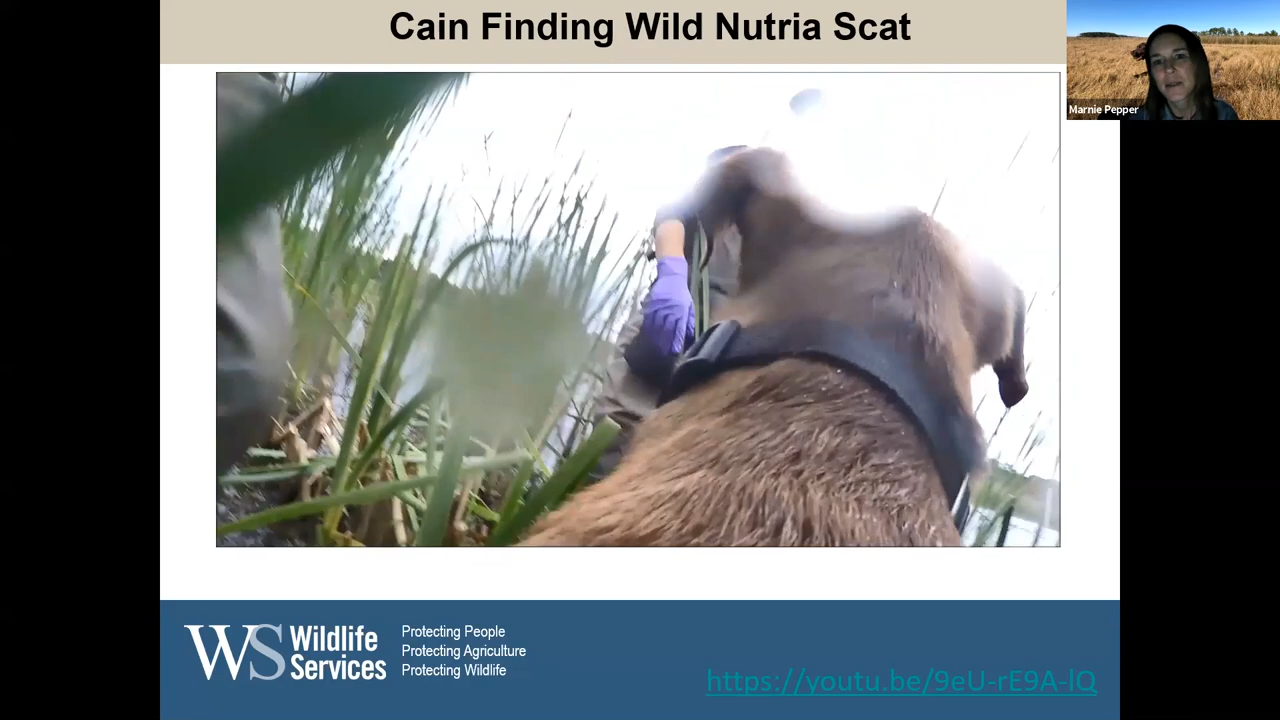 Cain Finding Wild Nutria Scat
Marnie Pepper
WS Wildlife Services
Protecting People
Protecting Agriculture
Protecting Wildlife
https://youtu.be/9eU-rE9A-lQ